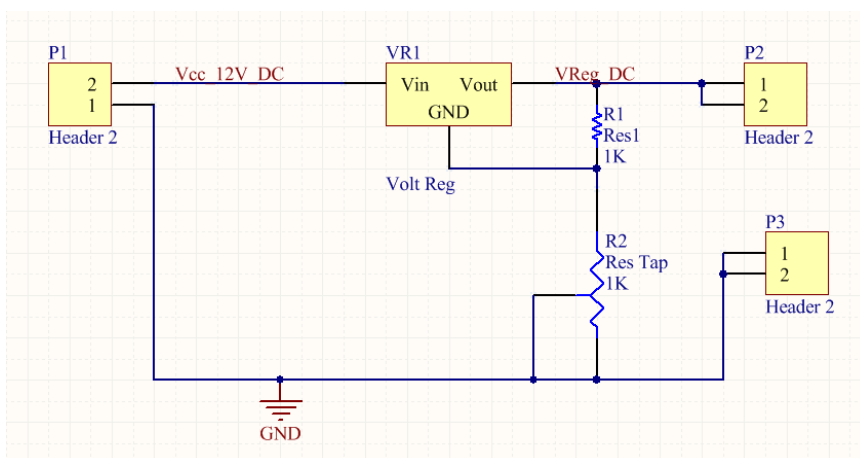 P1
VR1
P2
Vcc_12V_DC
VReg_DC
2
1
Vin Vout
GND
1
2
Header 2
Header 2
R1
Res1
1K
Volt Reg
P3
R2
Res Tap
1K
1
2
Header 2
GND